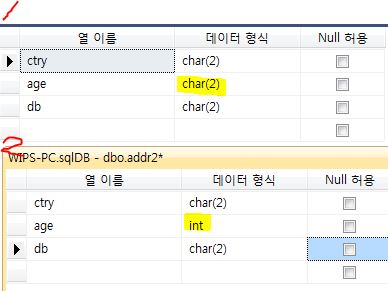 1
열 이름 데이터 형식 Null 허용
ctry char(2)
age char(2)
db char(2)
2
WIPS-PC.sqlDB - dbo.addr2*
열 이름 데이터 형식 Null 허용
ctry char(2)
age int
db char(2)